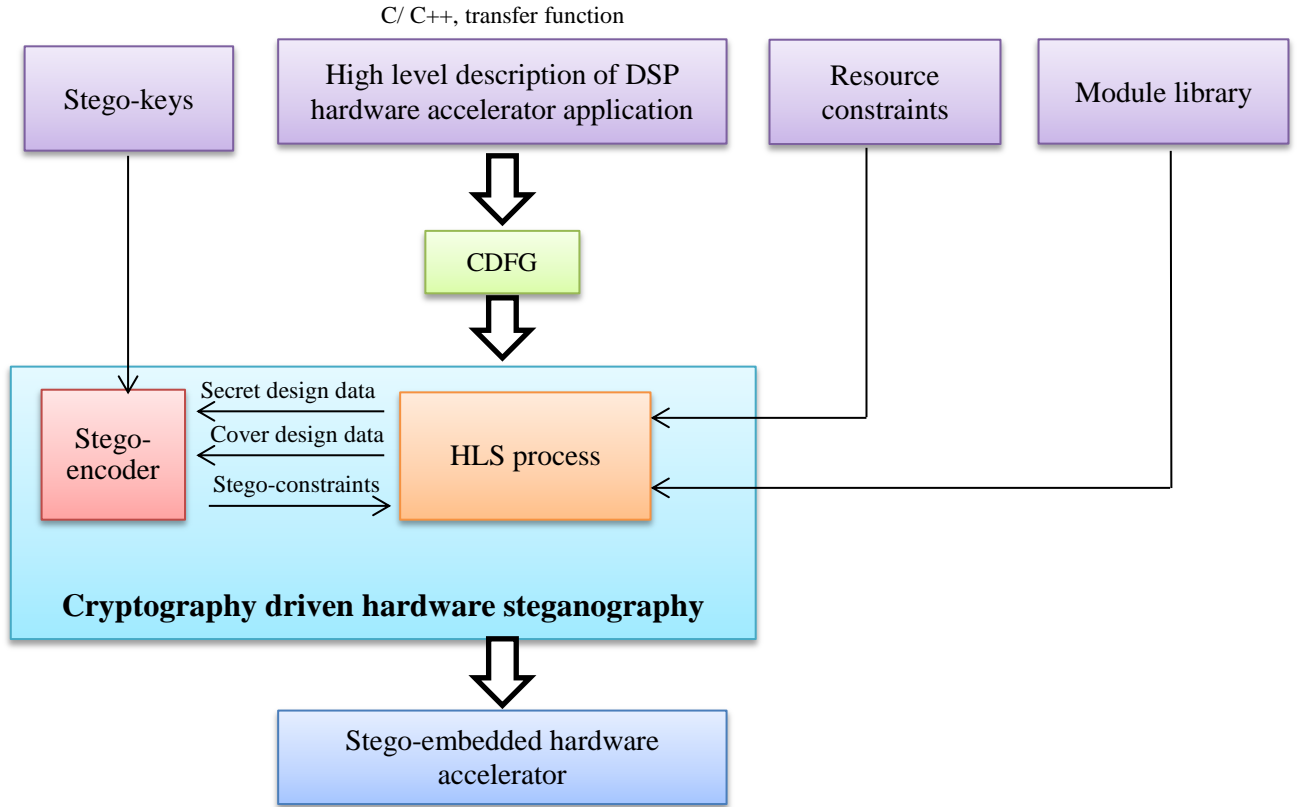 C/ C++, transfer function
Stego-keys
High level description of DSP
hardware accelerator application
Resource
constraints
Module library
CDFG
Secret design data
Cover design data
Stego-constraints
Stego-
encoder
HLS process
Cryptography driven hardware steganography
Stego-embedded hardware
accelerator